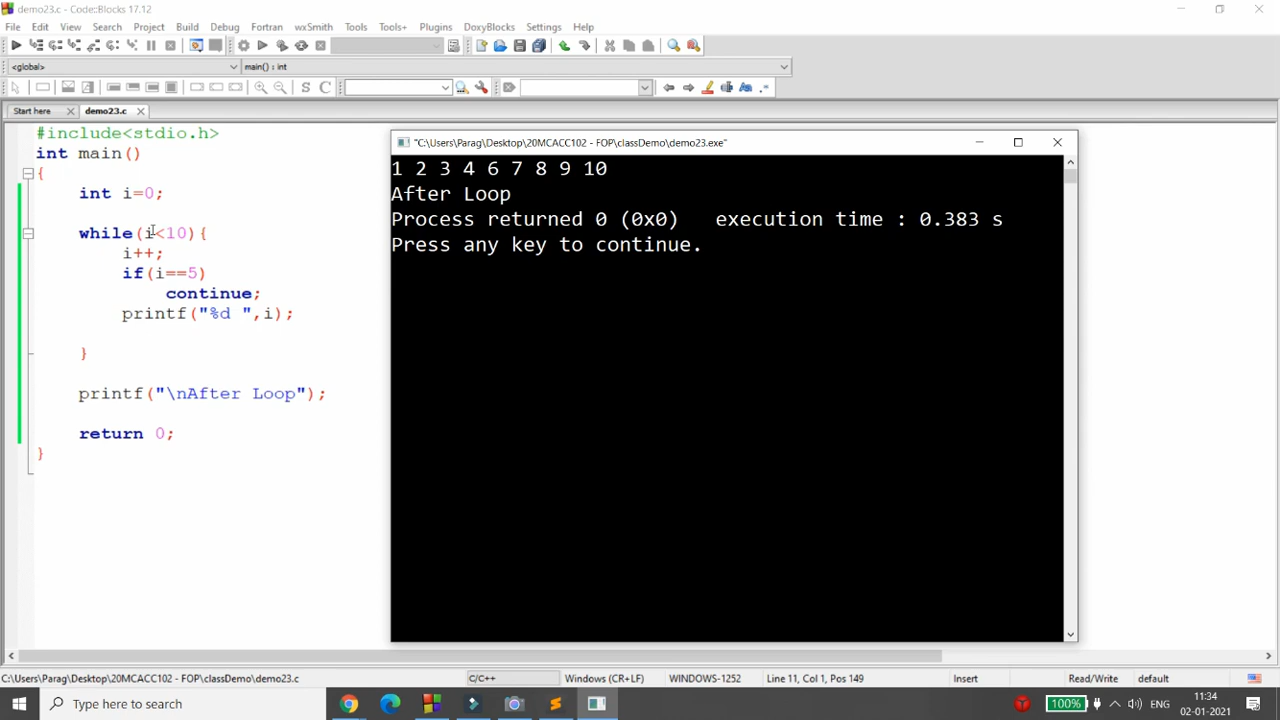 demo23.c - Code::Blocks 17.12
File Edit View Search Project Build Debug Fortran wxSmith Tools Tools+ Plugins DoxyBlocks Settings Help
<global> main() : int
S C
Start here demo23.c
#include<stdio.h>
int main()
{
int i=0;
while(i<10){
i++;
if(i==5)
continue;
printf("%d ",i);
}
printf("\nAfter Loop");
return 0;
}
"C:\Users\Parag\Desktop\20MCACC102 - FOP\classDemo\demo23.exe"
1 2 3 4 6 7 8 9 10
After Loop
Process returned 0 (0x0) execution time : 0.383 s
Press any key to continue.
C:\Users\Parag\Desktop\20MCACC102 - FOP\classDemo\demo23.c C/C++ Windows (CR+LF) WINDOWS-1252 Line 11, Col 1, Pos 149 Insert Read/Write default
Type here to search 100% ENG 11:34
02-01-2021